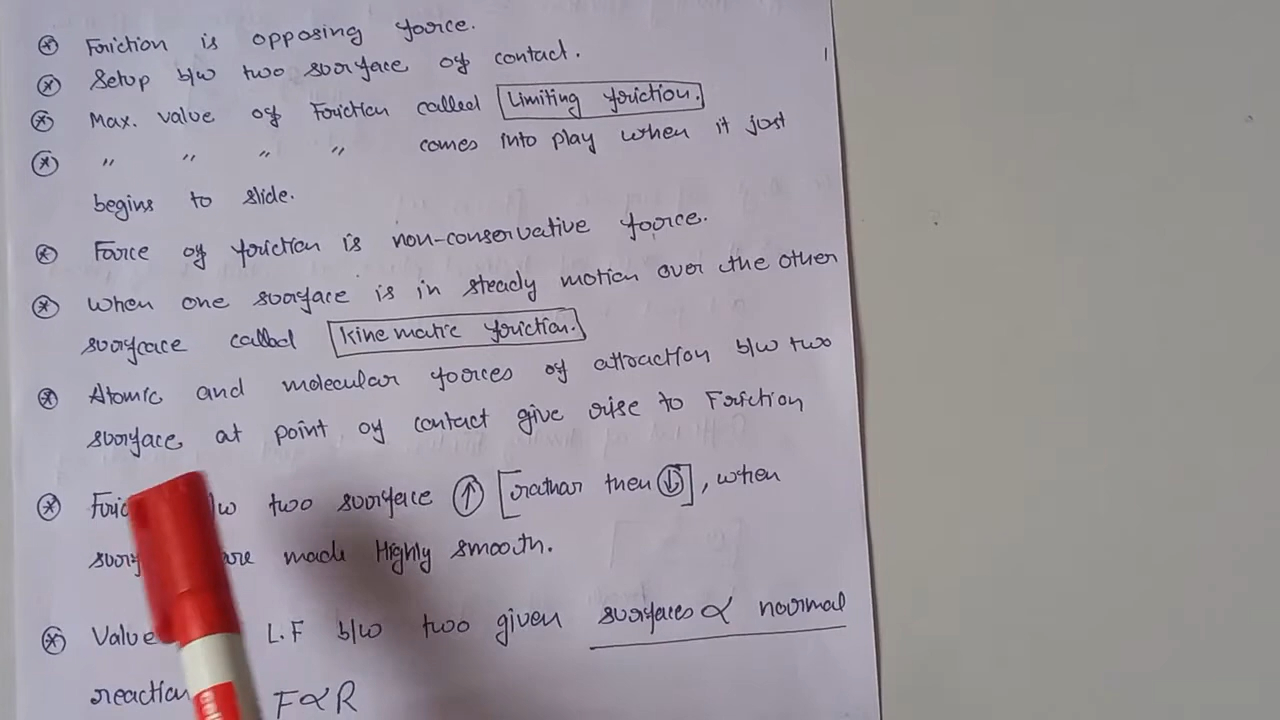 ⊛ Friction is opposing force.
⊛ Setup b/w two surface of contact.
⊛ Max. value of Friction called Limiting friction.
⊛ " " " " comes into play when it just
begins to slide.
⊛ Force of friction is non-conservative foorce.
⊛ When one surface is in steady motion over the other
surfcace called Kinematic friction.
⊛ Atomic and molecular forces of attraction b/w two
surface at point of contact give rise to Friction
⊛ two surface ↑ [rathar then ↓], when
made Highly smooth.
⊛ Value L.F b/w two given surfaces ∝ normal
reaction F∝R